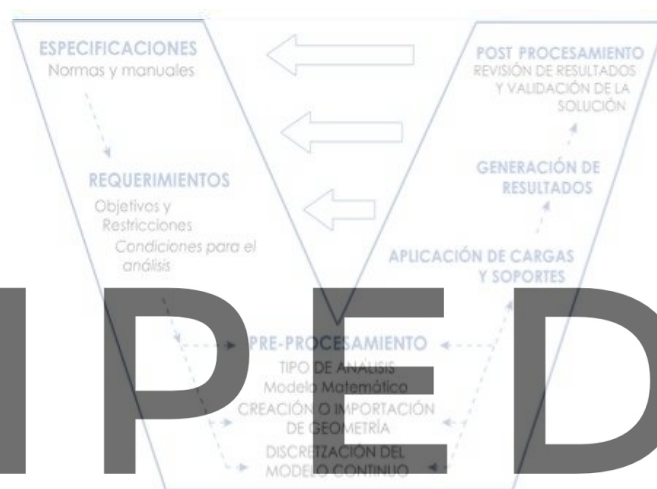 ESPECIFICACIONES
Normas y manuales
REQUERIMIENTOS
Objetivos y
Restricciones
Condiciones para el
análisis
PRE-PROCESAMIENTO
TIPO DE ANÁLISIS
Modelo Matemático
CREACIÓN O IMPORTACIÓN
DE GEOMETRÍA
DISCRETZACIÓN DEL
MODELO CONTINUO
APLICACIÓN DE CARGAS
Y SOPORTES
GENERACIÓN DE
RESULTADOS
POST PROCESAMIENTO
REVISIÓN DE RESULTADOS
Y VALIDACIÓN DE LA
SOLUCIÓN
IPED